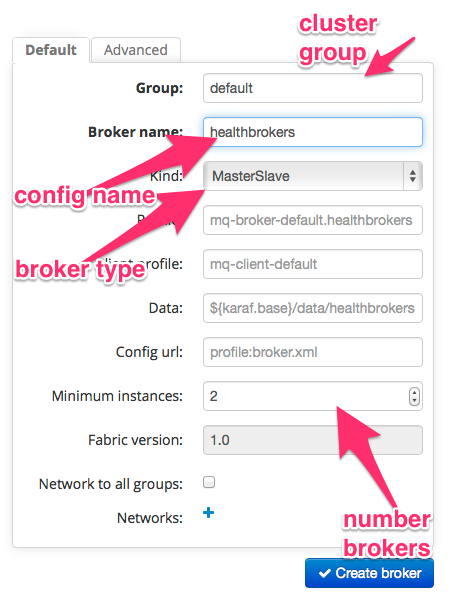 cluster
group
Default
Advanced
Group:
default
Broker name:
healthbrokers
Kind:
MasterSlave
config name
mq-broker-default.healthbrokers
broker type
profile:
mq-client-default
Data:
${karaf.base}/data/healthbrokers
Config url:
profile:broker.xml
Minimum instances:
2
Fabric version:
1.0
Network to all groups:
Networks:
number
brokers
Create broker